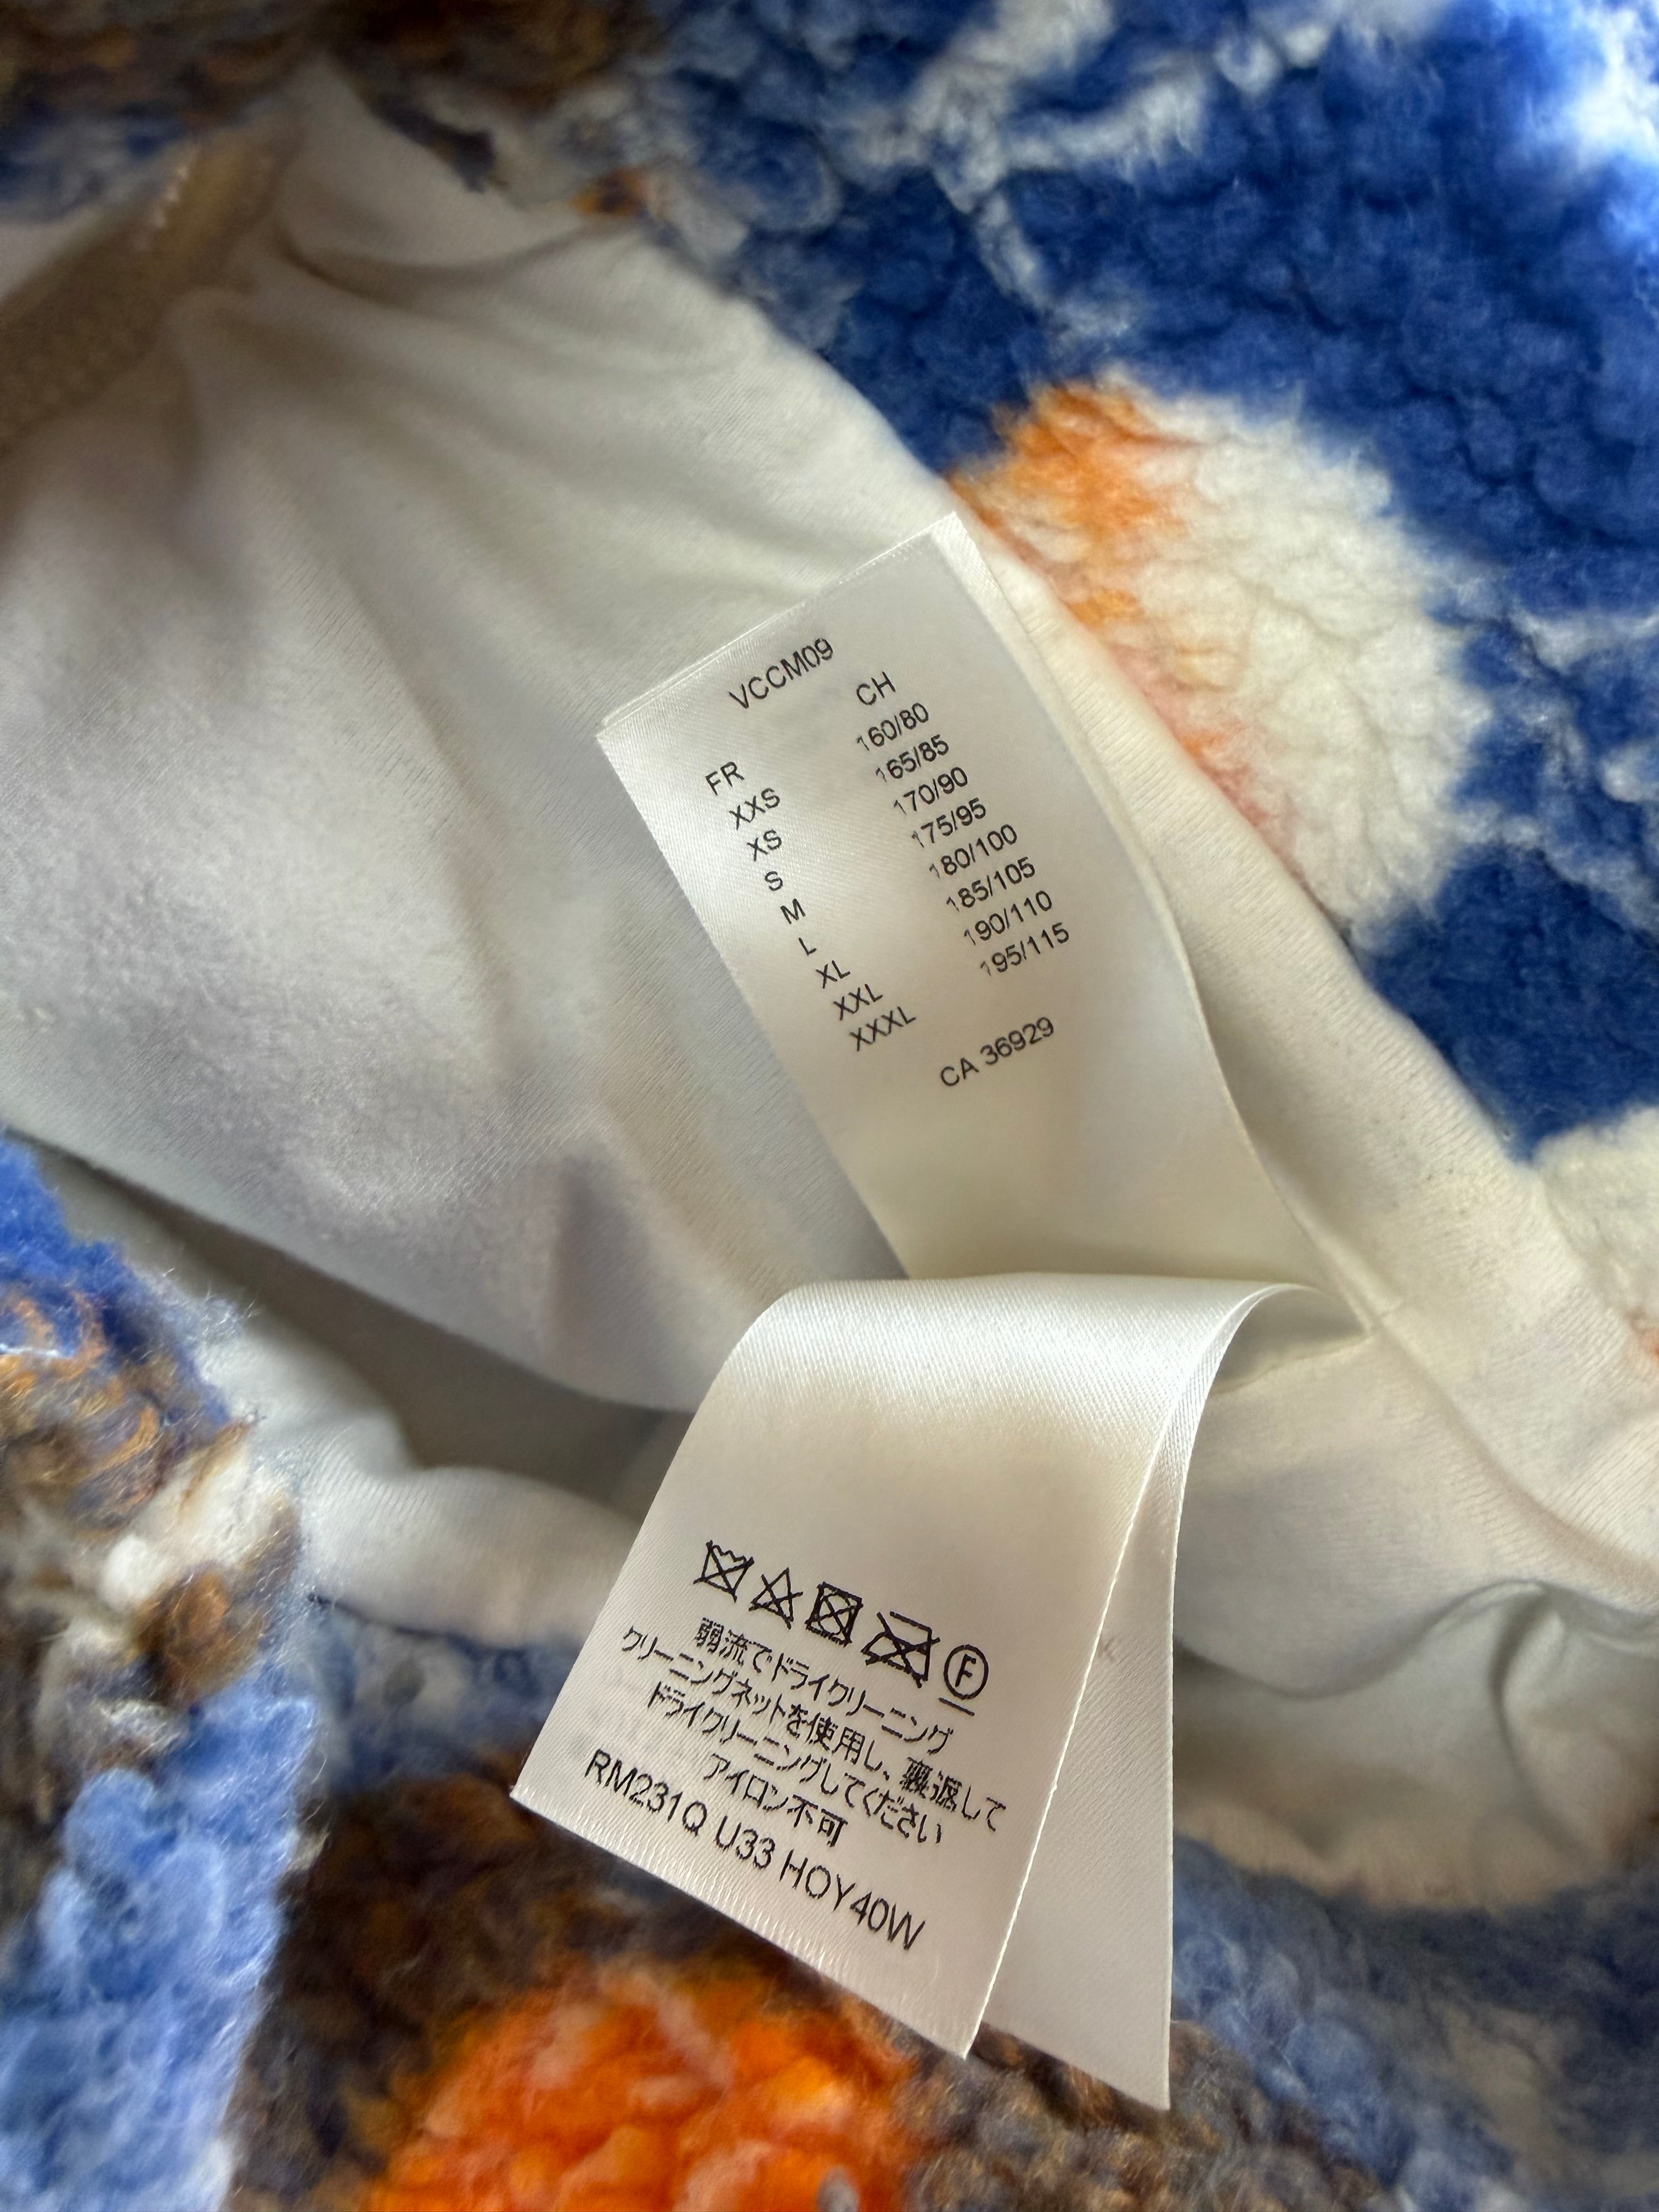 VCCM09
FR CH
XXS 160/80
XS 165/85
S 170/90
M 175/95
L 180/100
XL 185/105
XXL 190/110
XXXL 195/115
CA 36929
F
弱流でドライクリーニング
クリーニングネットを使用し、裏返して
ドライクリーニングしてください
アイロン不可
RM231Q U33 HOY40W